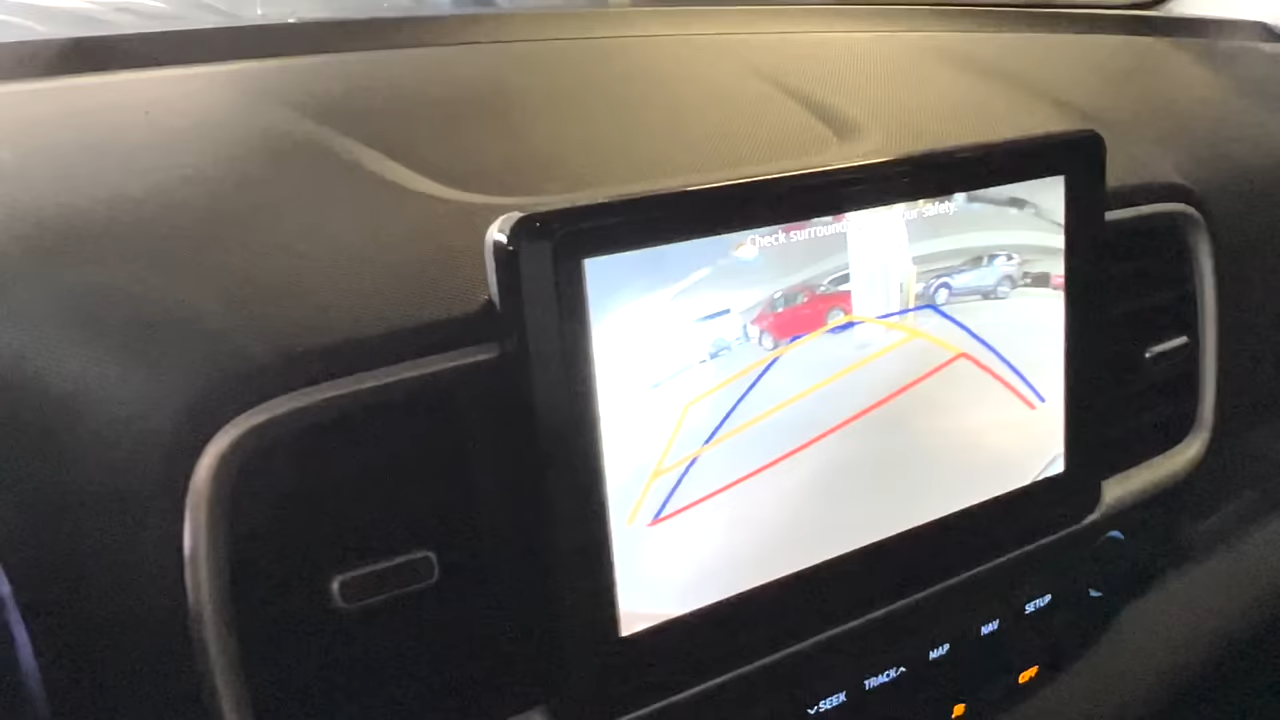 Check surround our safety.
SEEK
TRACK
MAP
NAV
SETUP
OFF